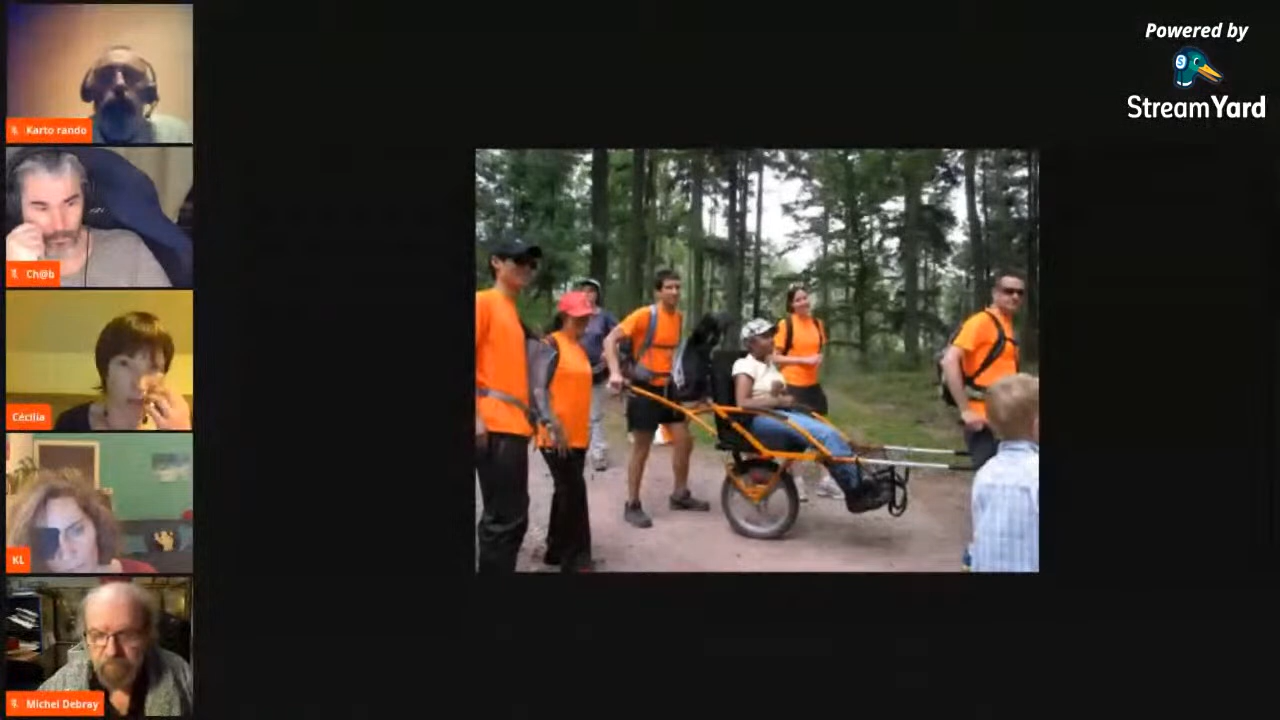 Powered by
StreamYard
Karto rando
Ch@b
Cécilia
KL
Michel Debray